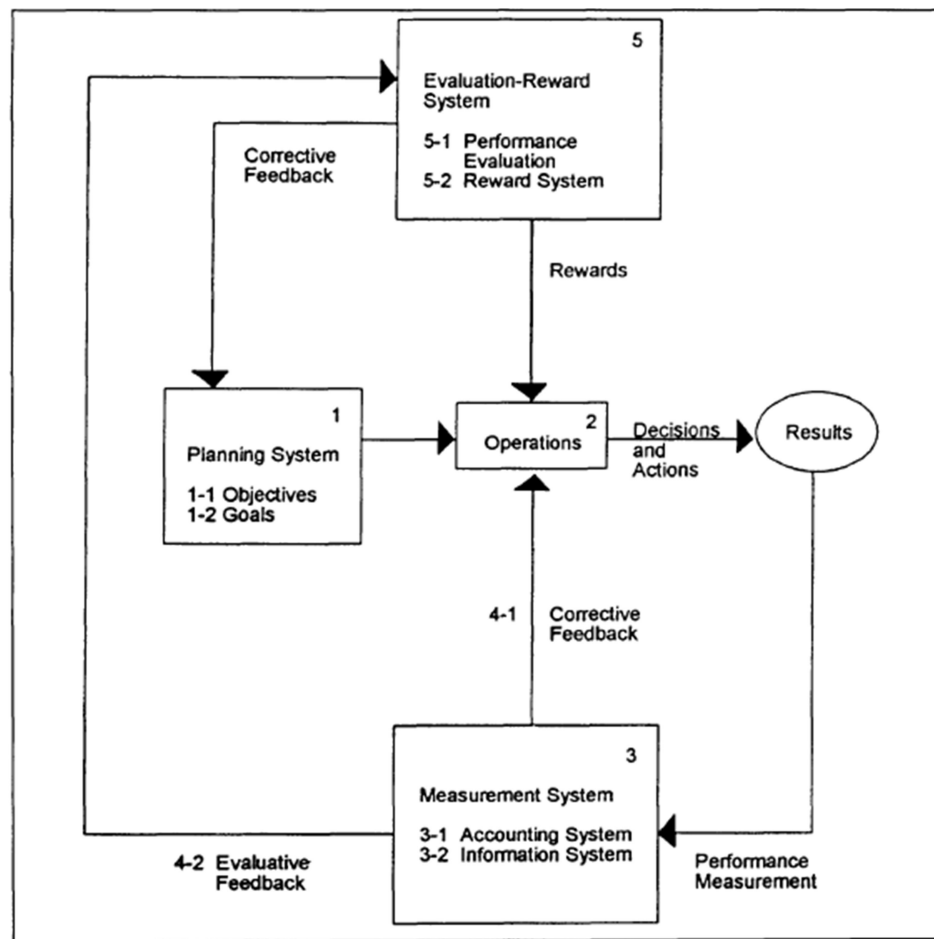 5
Evaluation-Reward
System
5-1 Performance
Evaluation
5-2 Reward System
Corrective
Feedback
Rewards
1
Planning System
1-1 Objectives
1-2 Goals
2
Operations
Decisions
and
Actions
Results
4-1 Corrective
Feedback
3
Measurement System
3-1 Accounting System
3-2 Information System
4-2 Evaluative
Feedback
Performance
Measurement